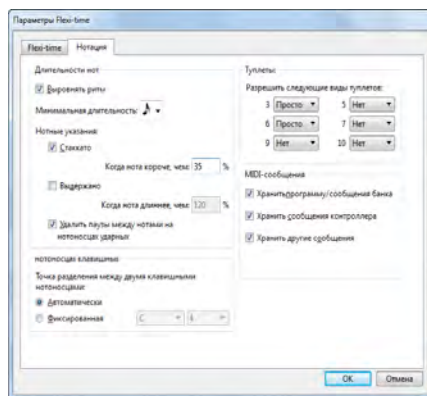 Параметры Flexi-time
Flexi-time
Нотация
Длительности нот
Выровнять ритм
Минимальная длительность:
Нотные указания:
Стаккато
Когда нота короче, чем: 35 %
Выдержано
Когда нота длиннее, чем: 120 %
Удалить паузы между нотами на
нотоносцах ударных
нотоносцах клавишных
Точка разделения между двумя клавишными
нотоносцами:
Автоматически
Фиксированная C 4
Туплеты:
Разрешить следующие виды туплетов:
3 Просто 5 Нет
6 Просто 7 Нет
9 Нет 10 Нет
MIDI-сообщения
Хранить программу/сообщения банка
Хранить сообщения контроллера
Хранить другие сообщения
OK Отмена